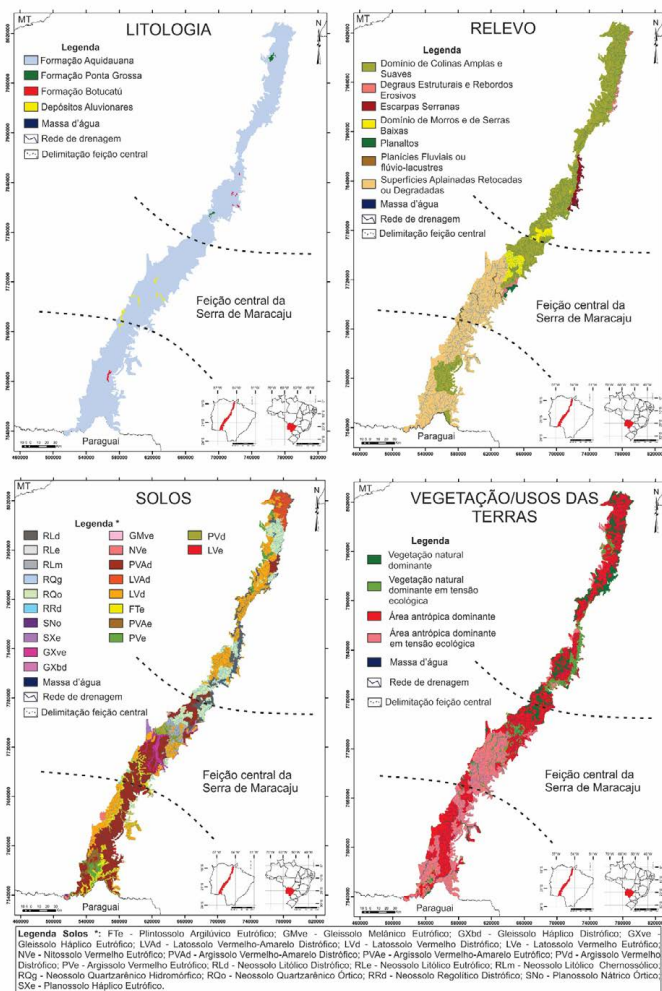 MT
LITOLOGIA
N
Legenda
Formação Aquidauana
Formação Ponta Grossa
Formação Botucatú
Depósitos Aluvionares
Massa d'água
Rede de drenagem
Delimitação feição central
Feição central da
Serra de Maracaju
Paraguai
MT
RELEVO
N
Legenda
Domínio de Colinas Amplas e
Suaves
Degraus Estruturais e Rebordos
Erosivos
Escarpas Serranas
Domínio de Morros e de Serras
Baixas
Planaltos
Planícies Fluviais ou
flúvio-lacustres
Superfícies Aplainadas Retocadas
ou Degradadas
Massa d'água
Rede de drenagem
Delimitação feição central
Feição central da
Serra de Maracaju
Paraguai
MT
SOLOS
N
Legenda *
RLd
RLe
RLm
RQg
RQo
RRd
SNo
SXe
GXve
GXbd
GMve
NVe
PVAd
LVAd
LVd
FTe
PVAe
PVe
PVd
LVe
Massa d'água
Rede de drenagem
Delimitação feição central
Feição central da
Serra de Maracaju
Paraguai
MT
VEGETAÇÃO/USOS DAS
TERRAS
N
Legenda
Vegetação natural
dominante
Vegetação natural
dominante em tensão
ecológica
Área antrópica dominante
Área antrópica dominante
em tensão ecológica
Massa d'água
Rede de drenagem
Delimitação feição central
Feição central da
Serra de Maracaju
Paraguai
Legenda Solos *: FTe - Plintossolo Argilúvico Eutrófico; GMve - Gleissolo Melânico Eutrófico; GXbd - Gleissolo Háplico Distrófico; GXve -
Gleissolo Háplico Eutrófico; LVAd - Latossolo Vermelho-Amarelo Distrófico; LVd - Latossolo Vermelho Distrófico; LVe - Latossolo Vermelho Eutrófico;
NVe - Nitossolo Vermelho Eutrófico; PVAd - Argissolo Vermelho-Amarelo Distrófico; PVAe - Argissolo Vermelho-Amarelo Eutrófico; PVd - Argissolo Vermelho
Distrófico; PVe - Argissolo Vermelho Eutrófico; RLd - Neossolo Litólico Distrófico; RLe - Neossolo Litólico Eutrófico; RLm - Neossolo Litólico Chernossólico;
RQg - Neossolo Quartzarênico Hidromórfico; RQo - Neossolo Quartzarênico Órtico; RRd - Neossolo Regolítico Distrófico; SNo - Planossolo Nátrico Órtico;
SXe - Planossolo Háplico Eutrófico.